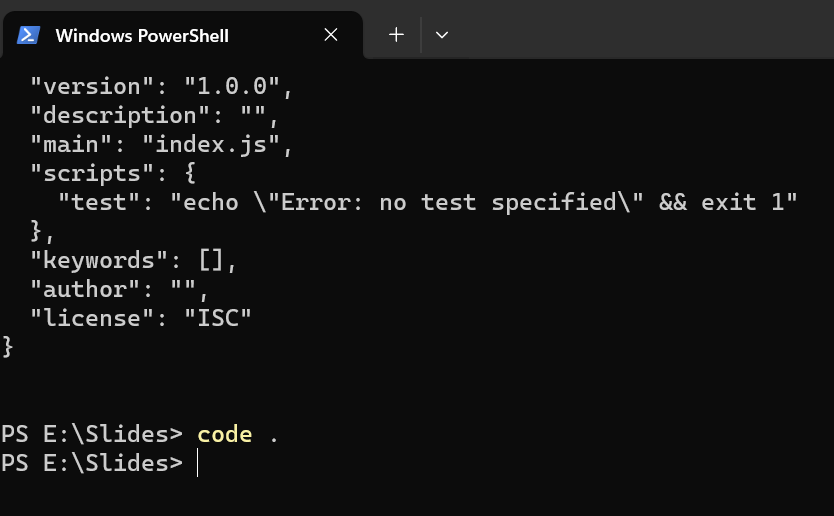 Windows PowerShell
"version": "1.0.0",
"description": "",
"main": "index.js",
"scripts": {
"test": "echo \"Error: no test specified\" && exit 1"
},
"keywords": [],
"author": "",
"license": "ISC"
}
PS E:\Slides> code .
PS E:\Slides>